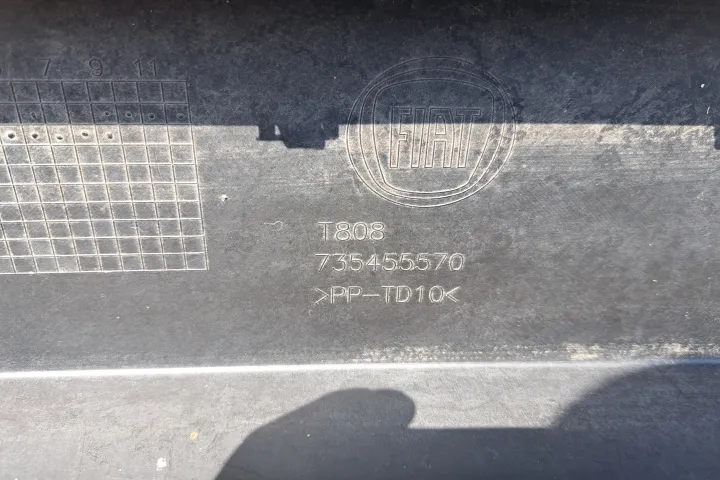 7 9 11
FIAT
T808
735455570
>PP-TD10<